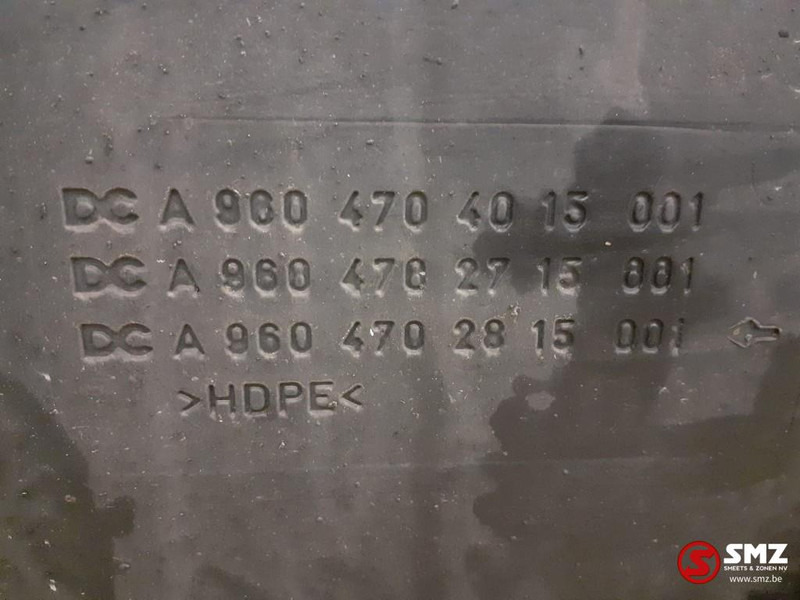 DC A 960 470 40 15 001
DC A 960 470 27 15 001
DC A 960 470 28 15 001
>HDPE<
SMZ
SMEETS & ZONEN NV
www.smz.be